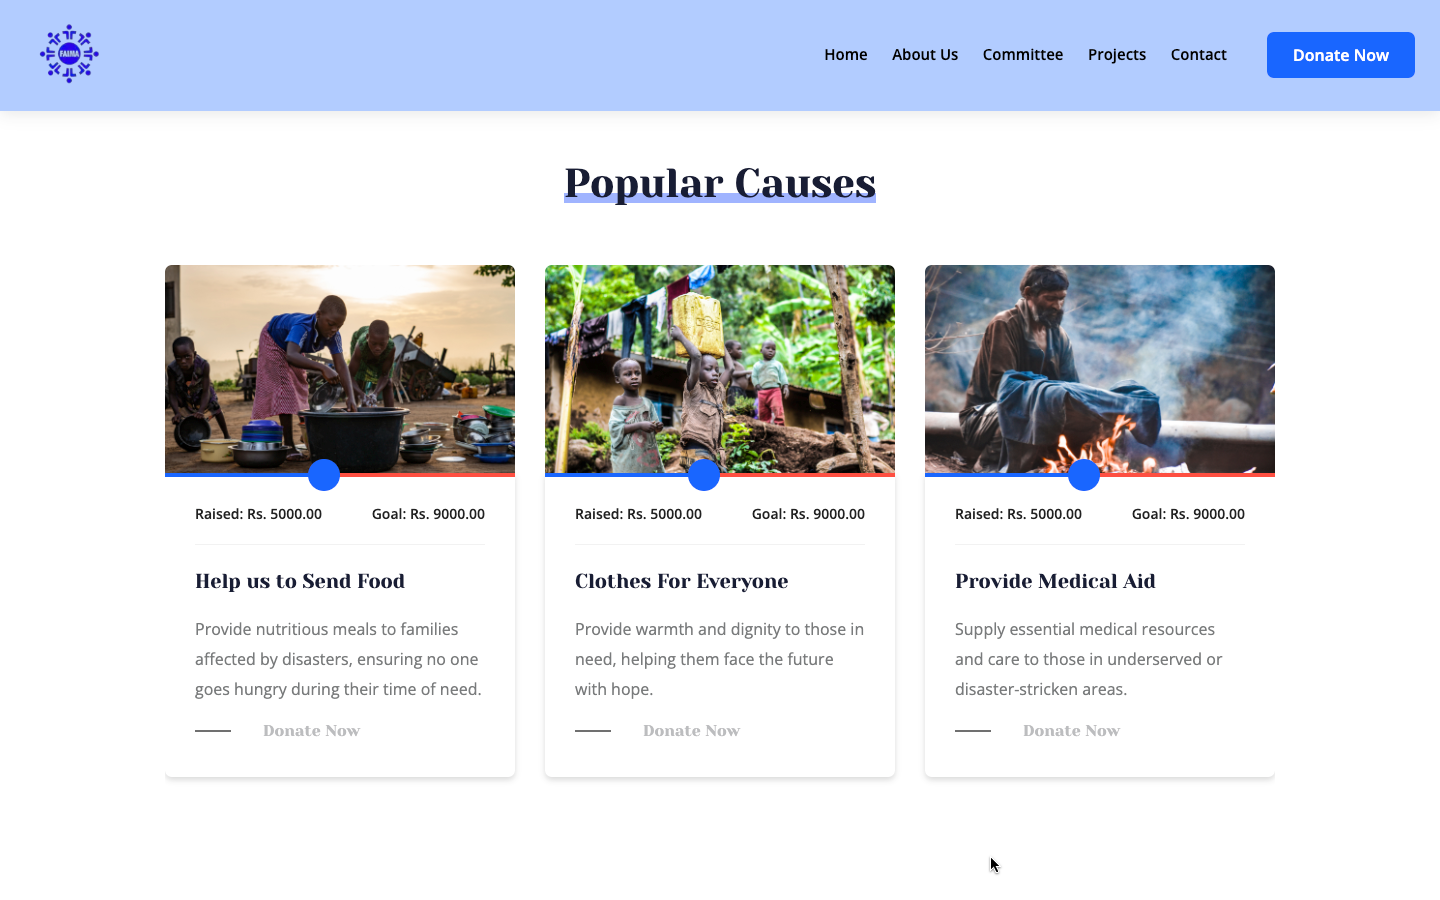 FAIMA
Home About Us Committee Projects Contact Donate Now
Popular Causes
Raised: Rs. 5000.00 Goal: Rs. 9000.00
Help us to Send Food
Provide nutritious meals to families
affected by disasters, ensuring no one
goes hungry during their time of need.
Donate Now
Raised: Rs. 5000.00 Goal: Rs. 9000.00
Clothes For Everyone
Provide warmth and dignity to those in
need, helping them face the future
with hope.
Donate Now
Raised: Rs. 5000.00 Goal: Rs. 9000.00
Provide Medical Aid
Supply essential medical resources
and care to those in underserved or
disaster-stricken areas.
Donate Now